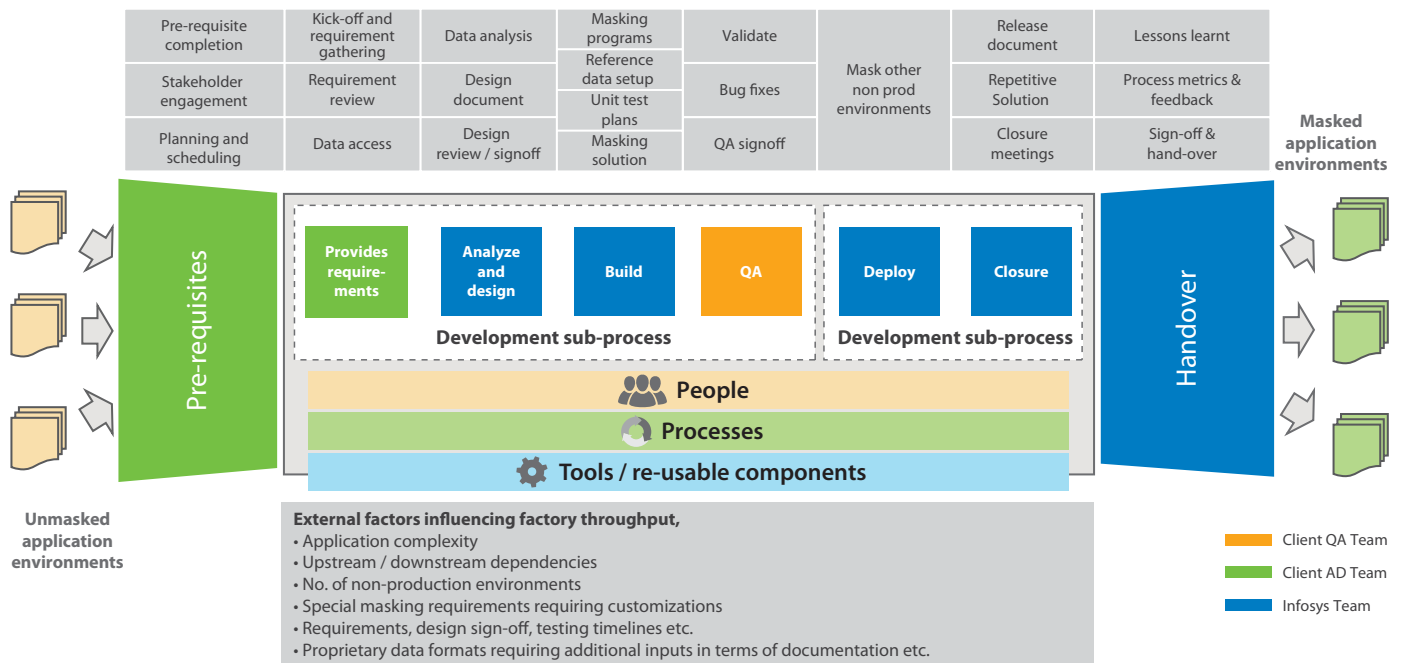 Pre-requisite
completion
Stakeholder
engagement
Planning and
scheduling
Kick-off and
requirement
gathering
Requirement
review
Data access
Data analysis
Design
document
Design
review / signoff
Masking
programs
Reference
data setup
Unit test
plans
Masking
solution
Validate
Bug fixes
QA signoff
Mask other
non prod
environments
Release
document
Repetitive
Solution
Closure
meetings
Lessons learnt
Process metrics &
feedback
Sign-off &
hand-over
Masked
application
environments
Pre-requisites
Provides
require-
ments
Analyze
and
design
Build
QA
Development sub-process
Deploy
Closure
Development sub-process
Handover
People
Processes
Tools / re-usable components
Unmasked
application
environments
External factors influencing factory throughput,
• Application complexity
• Upstream / downstream dependencies
• No. of non-production environments
• Special masking requirements requiring customizations
• Requirements, design sign-off, testing timelines etc.
• Proprietary data formats requiring additional inputs in terms of documentation etc.
Client QA Team
Client AD Team
Infosys Team